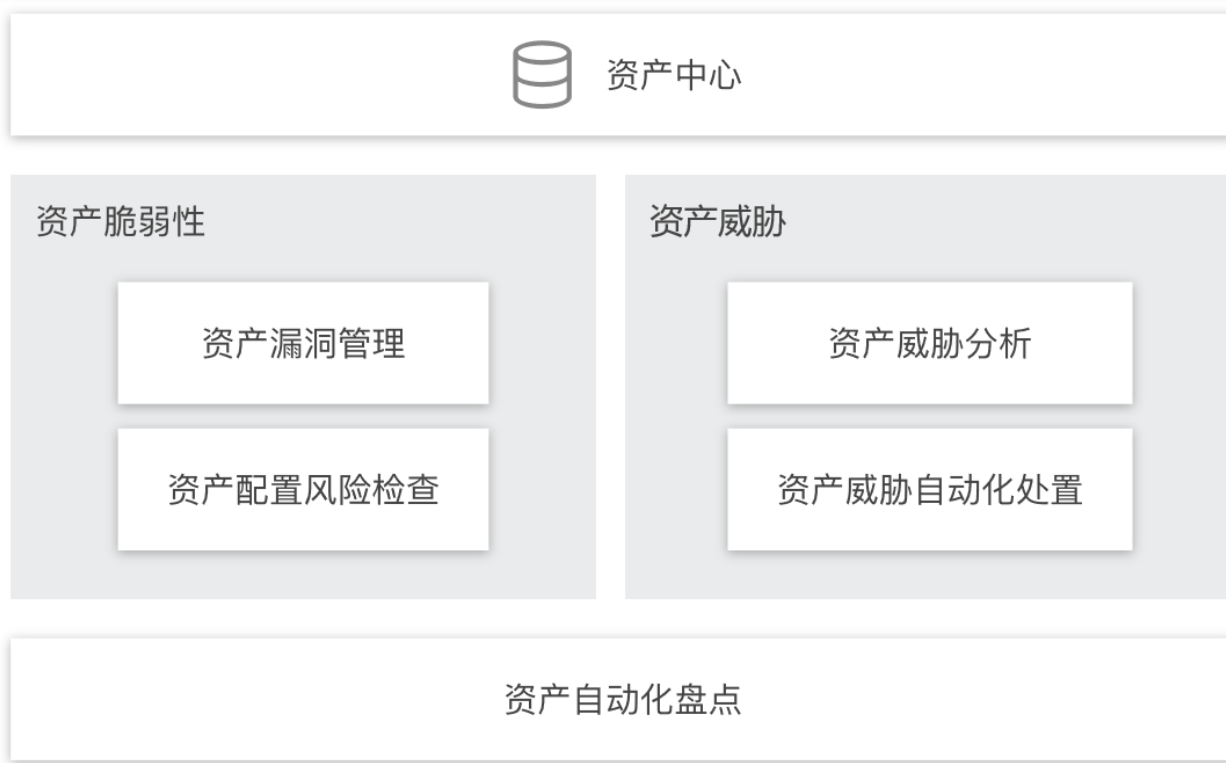 资产中心
资产脆弱性
资产漏洞管理
资产配置风险检查
资产威胁
资产威胁分析
资产威胁自动化处置
资产自动化盘点